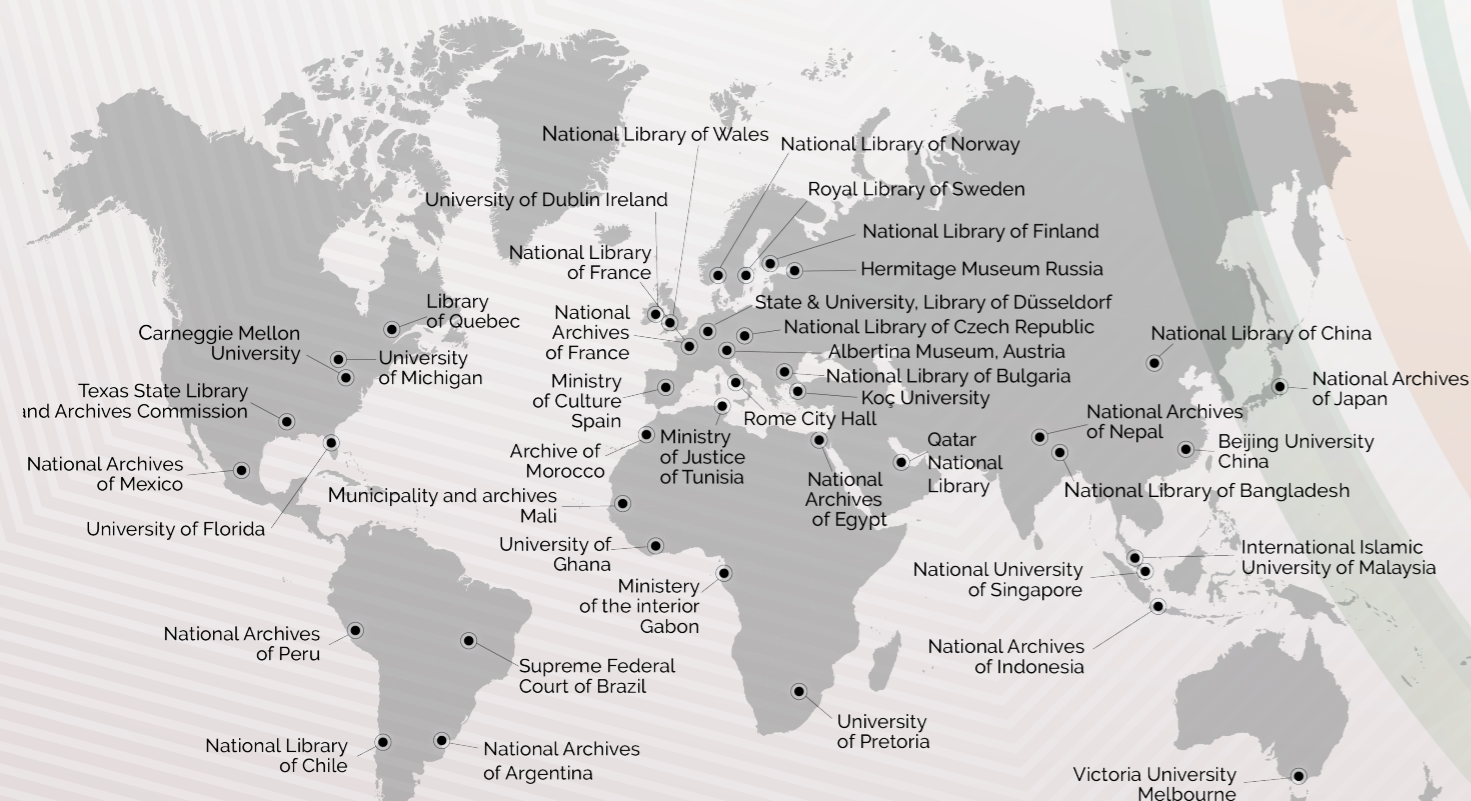 National Library of Wales
National Library of Norway
Royal Library of Sweden
University of Dublin Ireland
National Library of Finland
National Library
of France
Hermitage Museum Russia
State & University, Library of Düsseldorf
National
Archives
of France
National Library of Czech Republic
Albertina Museum, Austria
National Library of Bulgaria
Koç University
Ministry
of Culture
Spain
Rome City Hall
Library
of Quebec
Carneggie Mellon
University
University
of Michigan
Texas State Library
and Archives Commission
National Archives
of Mexico
University of Florida
Archive of
Morocco
Ministry
of Justice
of Tunisia
Municipality and archives
Mali
National
Archives
of Egypt
Qatar
National
Library
National Library of China
National Archives
of Japan
National Archives
of Nepal
Beijing University
China
National Library of Bangladesh
University of
Ghana
Ministery
of the interior
Gabon
International Islamic
University of Malaysia
National University
of Singapore
National Archives
of Indonesia
National Archives
of Peru
Supreme Federal
Court of Brazil
University
of Pretoria
National Library
of Chile
National Archives
of Argentina
Victoria University
Melbourne